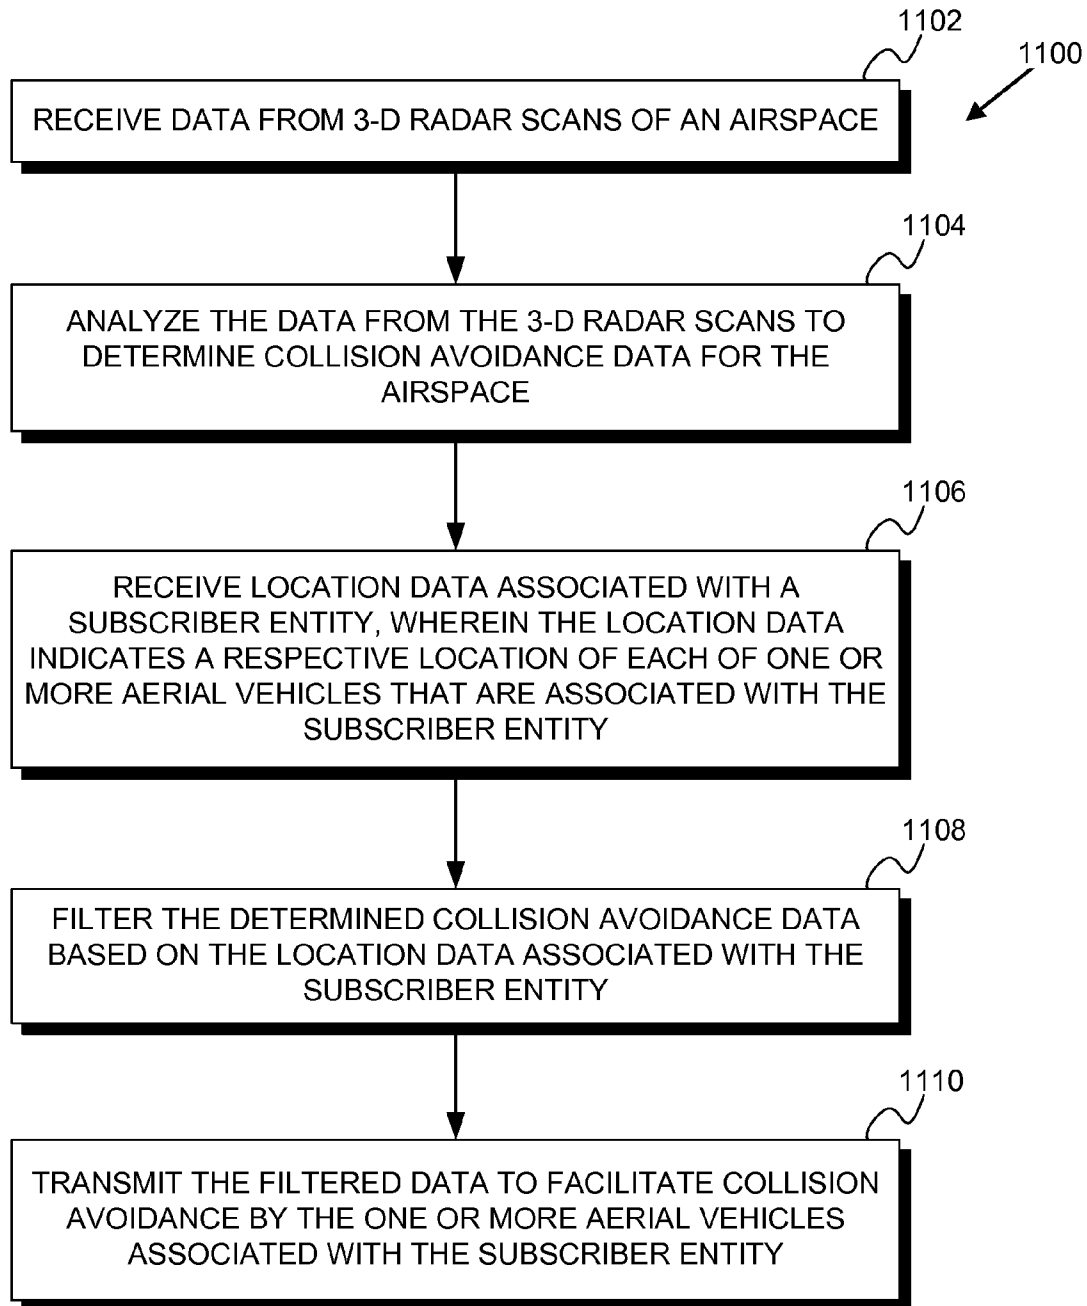 1102
1100
RECEIVE DATA FROM 3-D RADAR SCANS OF AN AIRSPACE
1104
ANALYZE THE DATA FROM THE 3-D RADAR SCANS TO
DETERMINE COLLISION AVOIDANCE DATA FOR THE
AIRSPACE
1106
RECEIVE LOCATION DATA ASSOCIATED WITH A
SUBSCRIBER ENTITY, WHEREIN THE LOCATION DATA
INDICATES A RESPECTIVE LOCATION OF EACH OF ONE OR
MORE AERIAL VEHICLES THAT ARE ASSOCIATED WITH THE
SUBSCRIBER ENTITY
1108
FILTER THE DETERMINED COLLISION AVOIDANCE DATA
BASED ON THE LOCATION DATA ASSOCIATED WITH THE
SUBSCRIBER ENTITY
1110
TRANSMIT THE FILTERED DATA TO FACILITATE COLLISION
AVOIDANCE BY THE ONE OR MORE AERIAL VEHICLES
ASSOCIATED WITH THE SUBSCRIBER ENTITY